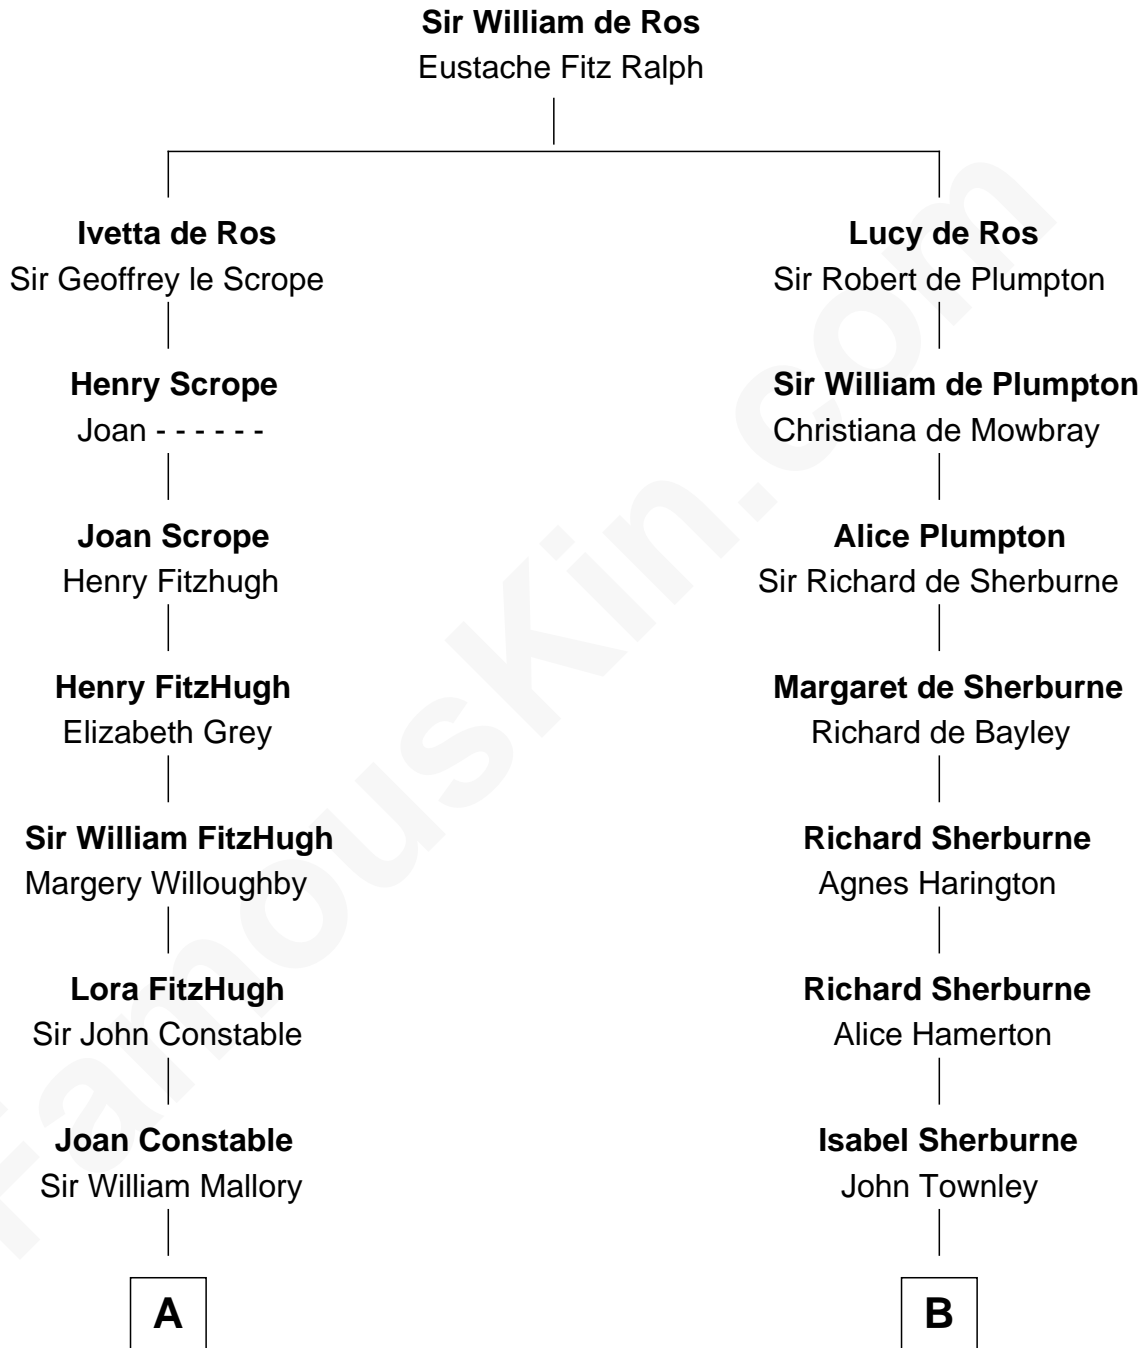 Sir William de Ros
Eustache Fitz Ralph
Ivetta de Ros
Sir Geoffrey le Scrope
Lucy de Ros
Sir Robert de Plumpton
Henry Scrope
Joan - - - - - -
Sir William de Plumpton
Christiana de Mowbray
Joan Scrope
Henry Fitzhugh
Alice Plumpton
Sir Richard de Sherburne
Henry FitzHugh
Elizabeth Grey
Margaret de Sherburne
Richard de Bayley
Sir William FitzHugh
Margery Willoughby
Richard Sherburne
Agnes Harington
Lora FitzHugh
Sir John Constable
Richard Sherburne
Alice Hamerton
Joan Constable
Sir William Mallory
Isabel Sherburne
John Townley
A
B
FamousKin.com